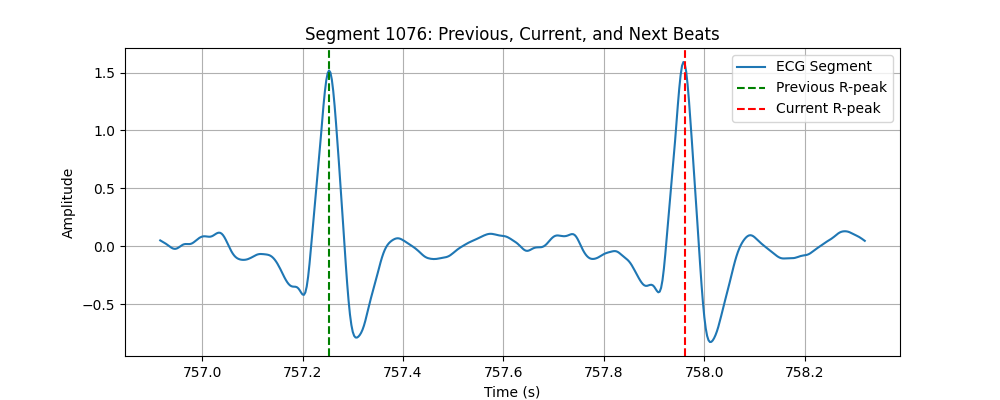 Segment 1076: Previous, Current, and Next Beats
ECG Segment
Previous R-peak
Current R-peak
Amplitude
1.5
1.0
0.5
0.0
−0.5
757.0 757.2 757.4 757.6 757.8 758.0 758.2
Time (s)